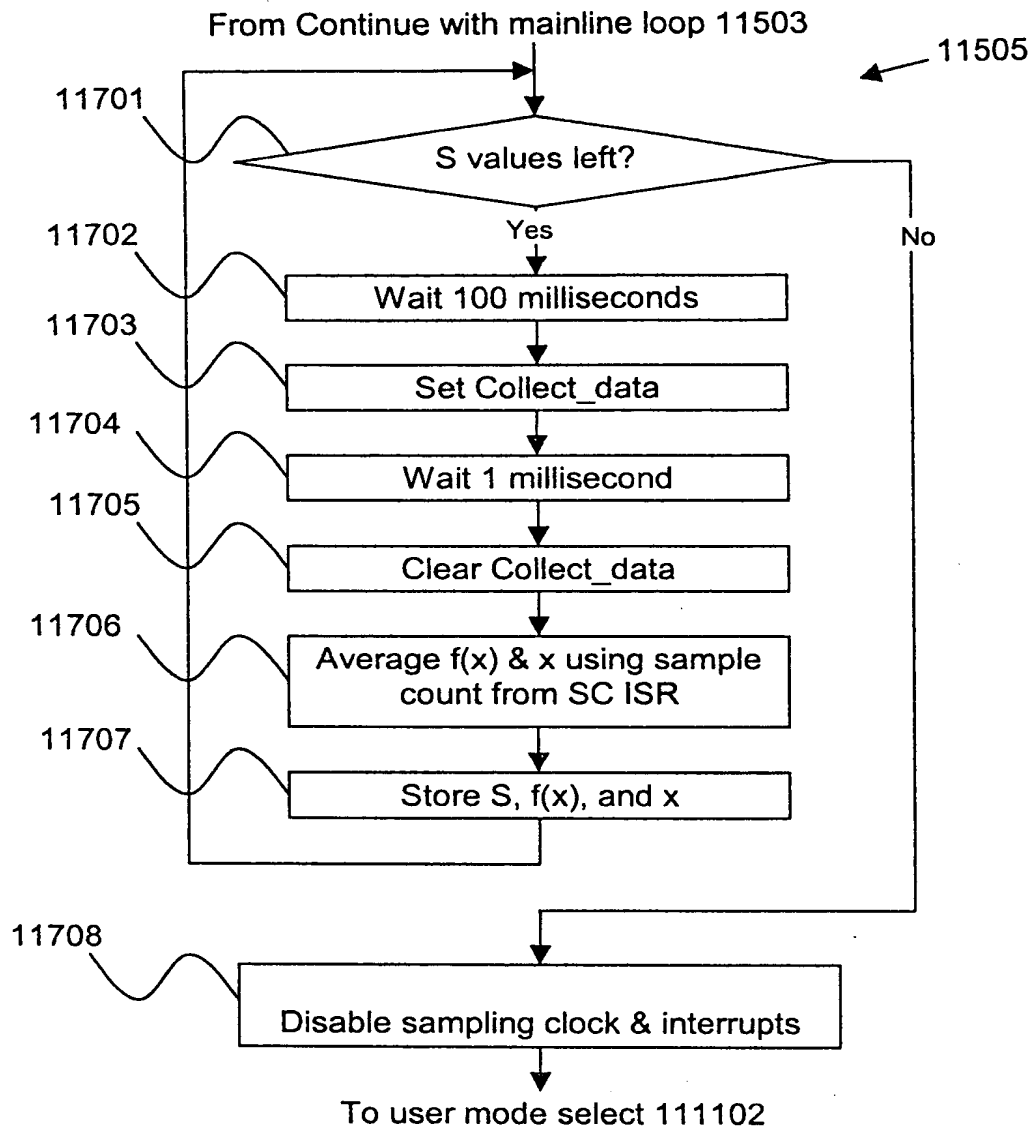 From Continue with mainline loop 11503
11505
11701
S values left?
Yes
No
11702
Wait 100 milliseconds
11703
Set Collect_data
11704
Wait 1 millisecond
11705
Clear Collect_data
11706
Average f(x) & x using sample
count from SC ISR
11707
Store S, f(x), and x
11708
Disable sampling clock & interrupts
To user mode select 111102